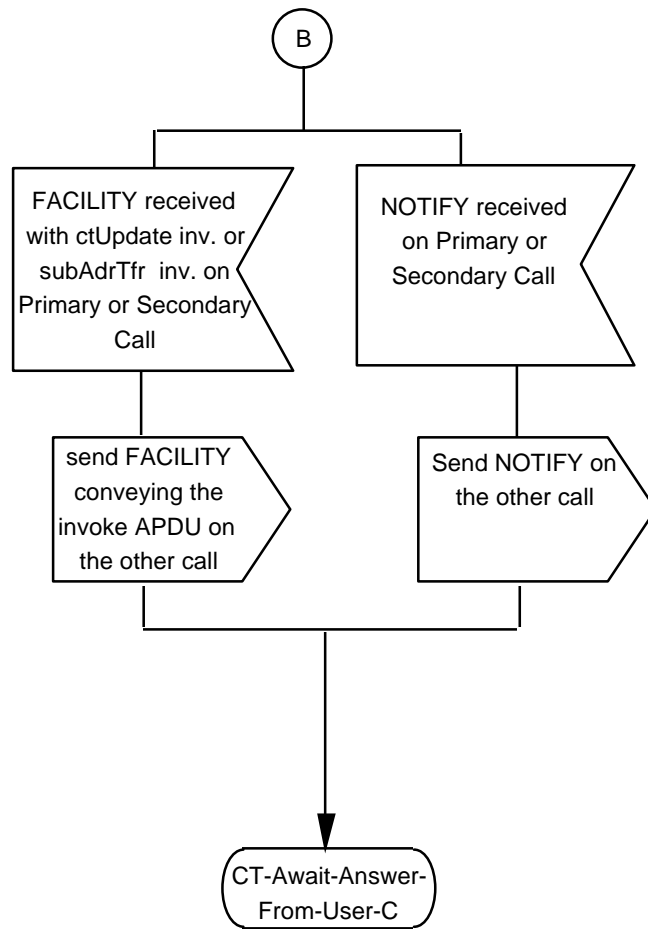 B
FACILITY received
with ctUpdate inv. or
subAdrTfr inv. on
Primary or Secondary
Call
NOTIFY received
on Primary or
Secondary Call
send FACILITY
conveying the
invoke APDU on
the other call
Send NOTIFY on
the other call
CT-Await-Answer-
From-User-C